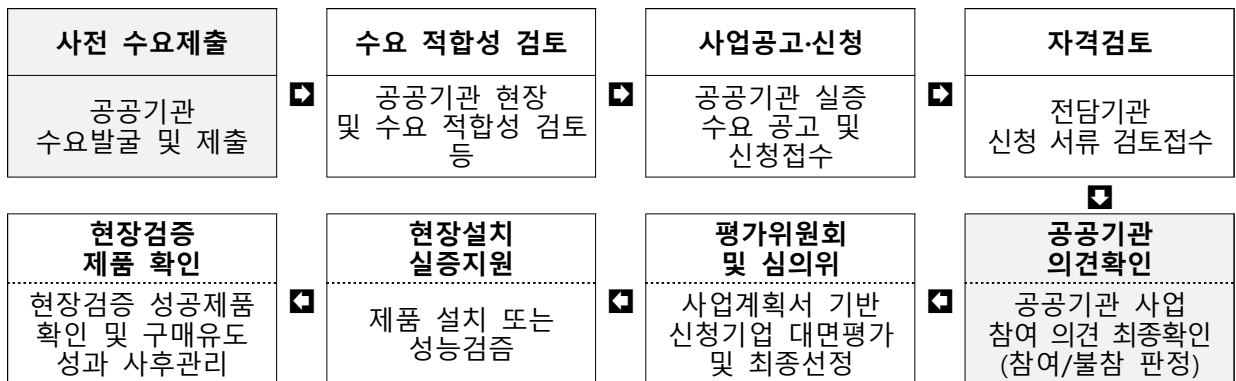 사전 수요제출
공공기관
수요발굴 및 제출
수요 적합성 검토
공공기관 현장
및 수요 적합성 검토
등
사업공고·신청
공공기관 실증
수요 공고 및
신청접수
자격검토
전담기관
신청 서류 검토접수
공공기관
의견확인
공공기관 사업
참여 의견 최종확인
(참여/불참 판정)
평가위원회
및 심의위
사업계획서 기반
신청기업 대면평가
및 최종선정
현장설치
실증지원
제품 설치 또는
성능검즘
현장검증
제품 확인
현장검증 성공제품
확인 및 구매유도
성과 사후관리